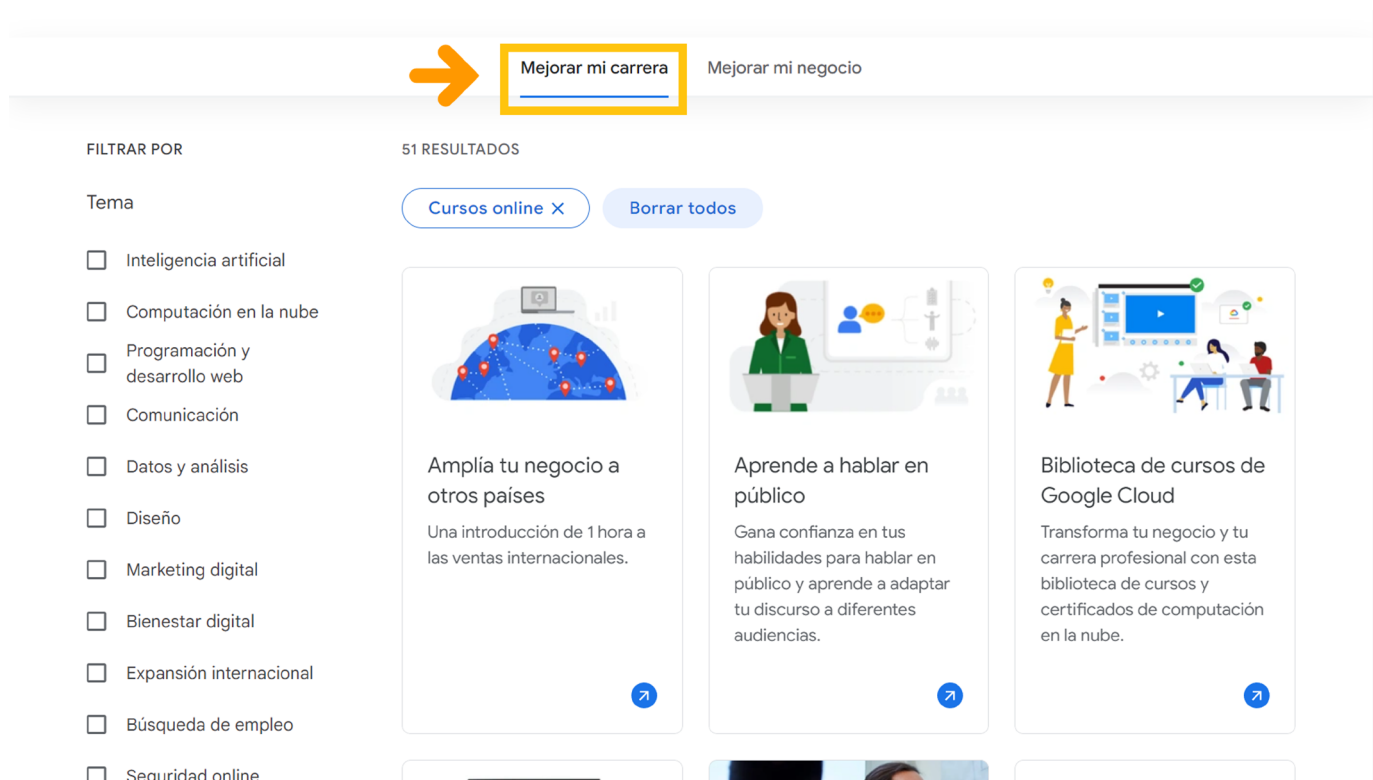 Mejorar mi carrera
Mejorar mi negocio
FILTRAR POR
Tema
Inteligencia artificial
Computación en la nube
Programación y
desarrollo web
Comunicación
Datos y análisis
Diseño
Marketing digital
Bienestar digital
Expansión internacional
Búsqueda de empleo
Seguridad online
51 RESULTADOS
Cursos online
Borrar todos
Amplía tu negocio a
otros países
Una introducción de 1 hora a
las ventas internacionales.
Aprende a hablar en
público
Gana confianza en tus
habilidades para hablar en
público y aprende a adaptar
tu discurso a diferentes
audiencias.
Biblioteca de cursos de
Google Cloud
Transforma tu negocio y tu
carrera profesional con esta
biblioteca de cursos y
certificados de computación
en la nube.